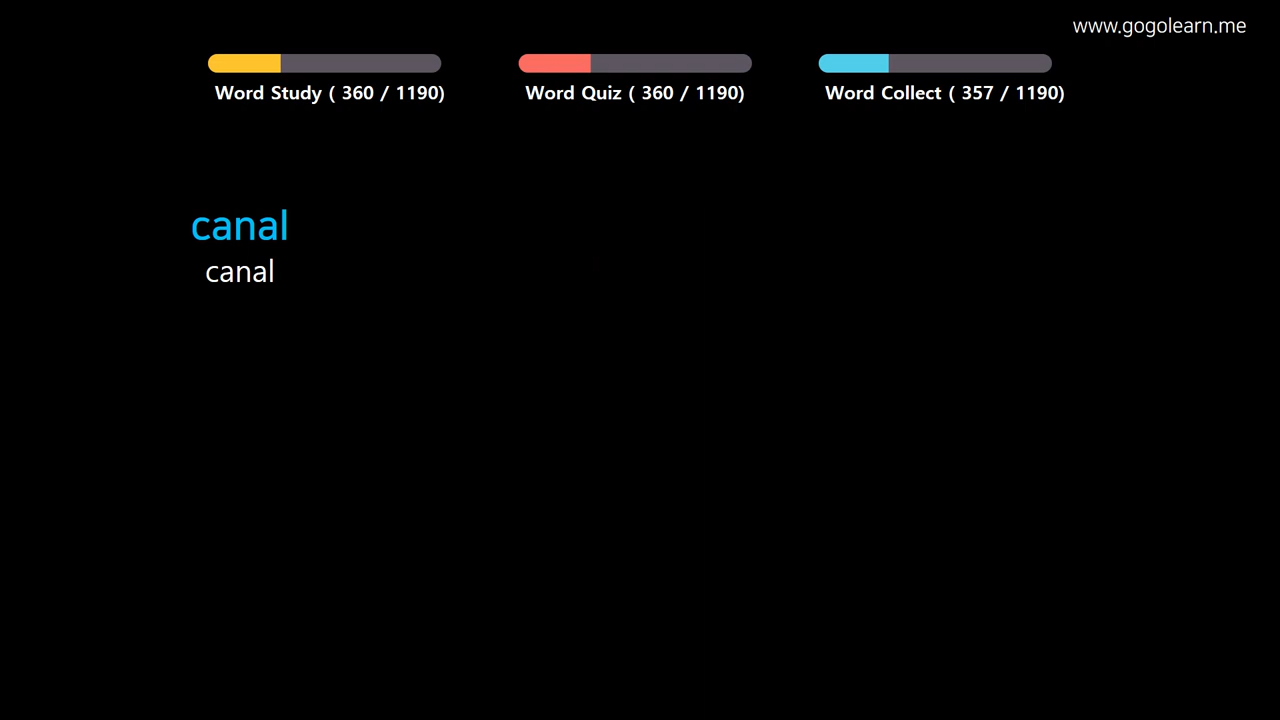 www.gogolearn.me
Word Study ( 360 / 1190)
Word Quiz ( 360 / 1190)
Word Collect ( 357 / 1190)
canal
canal